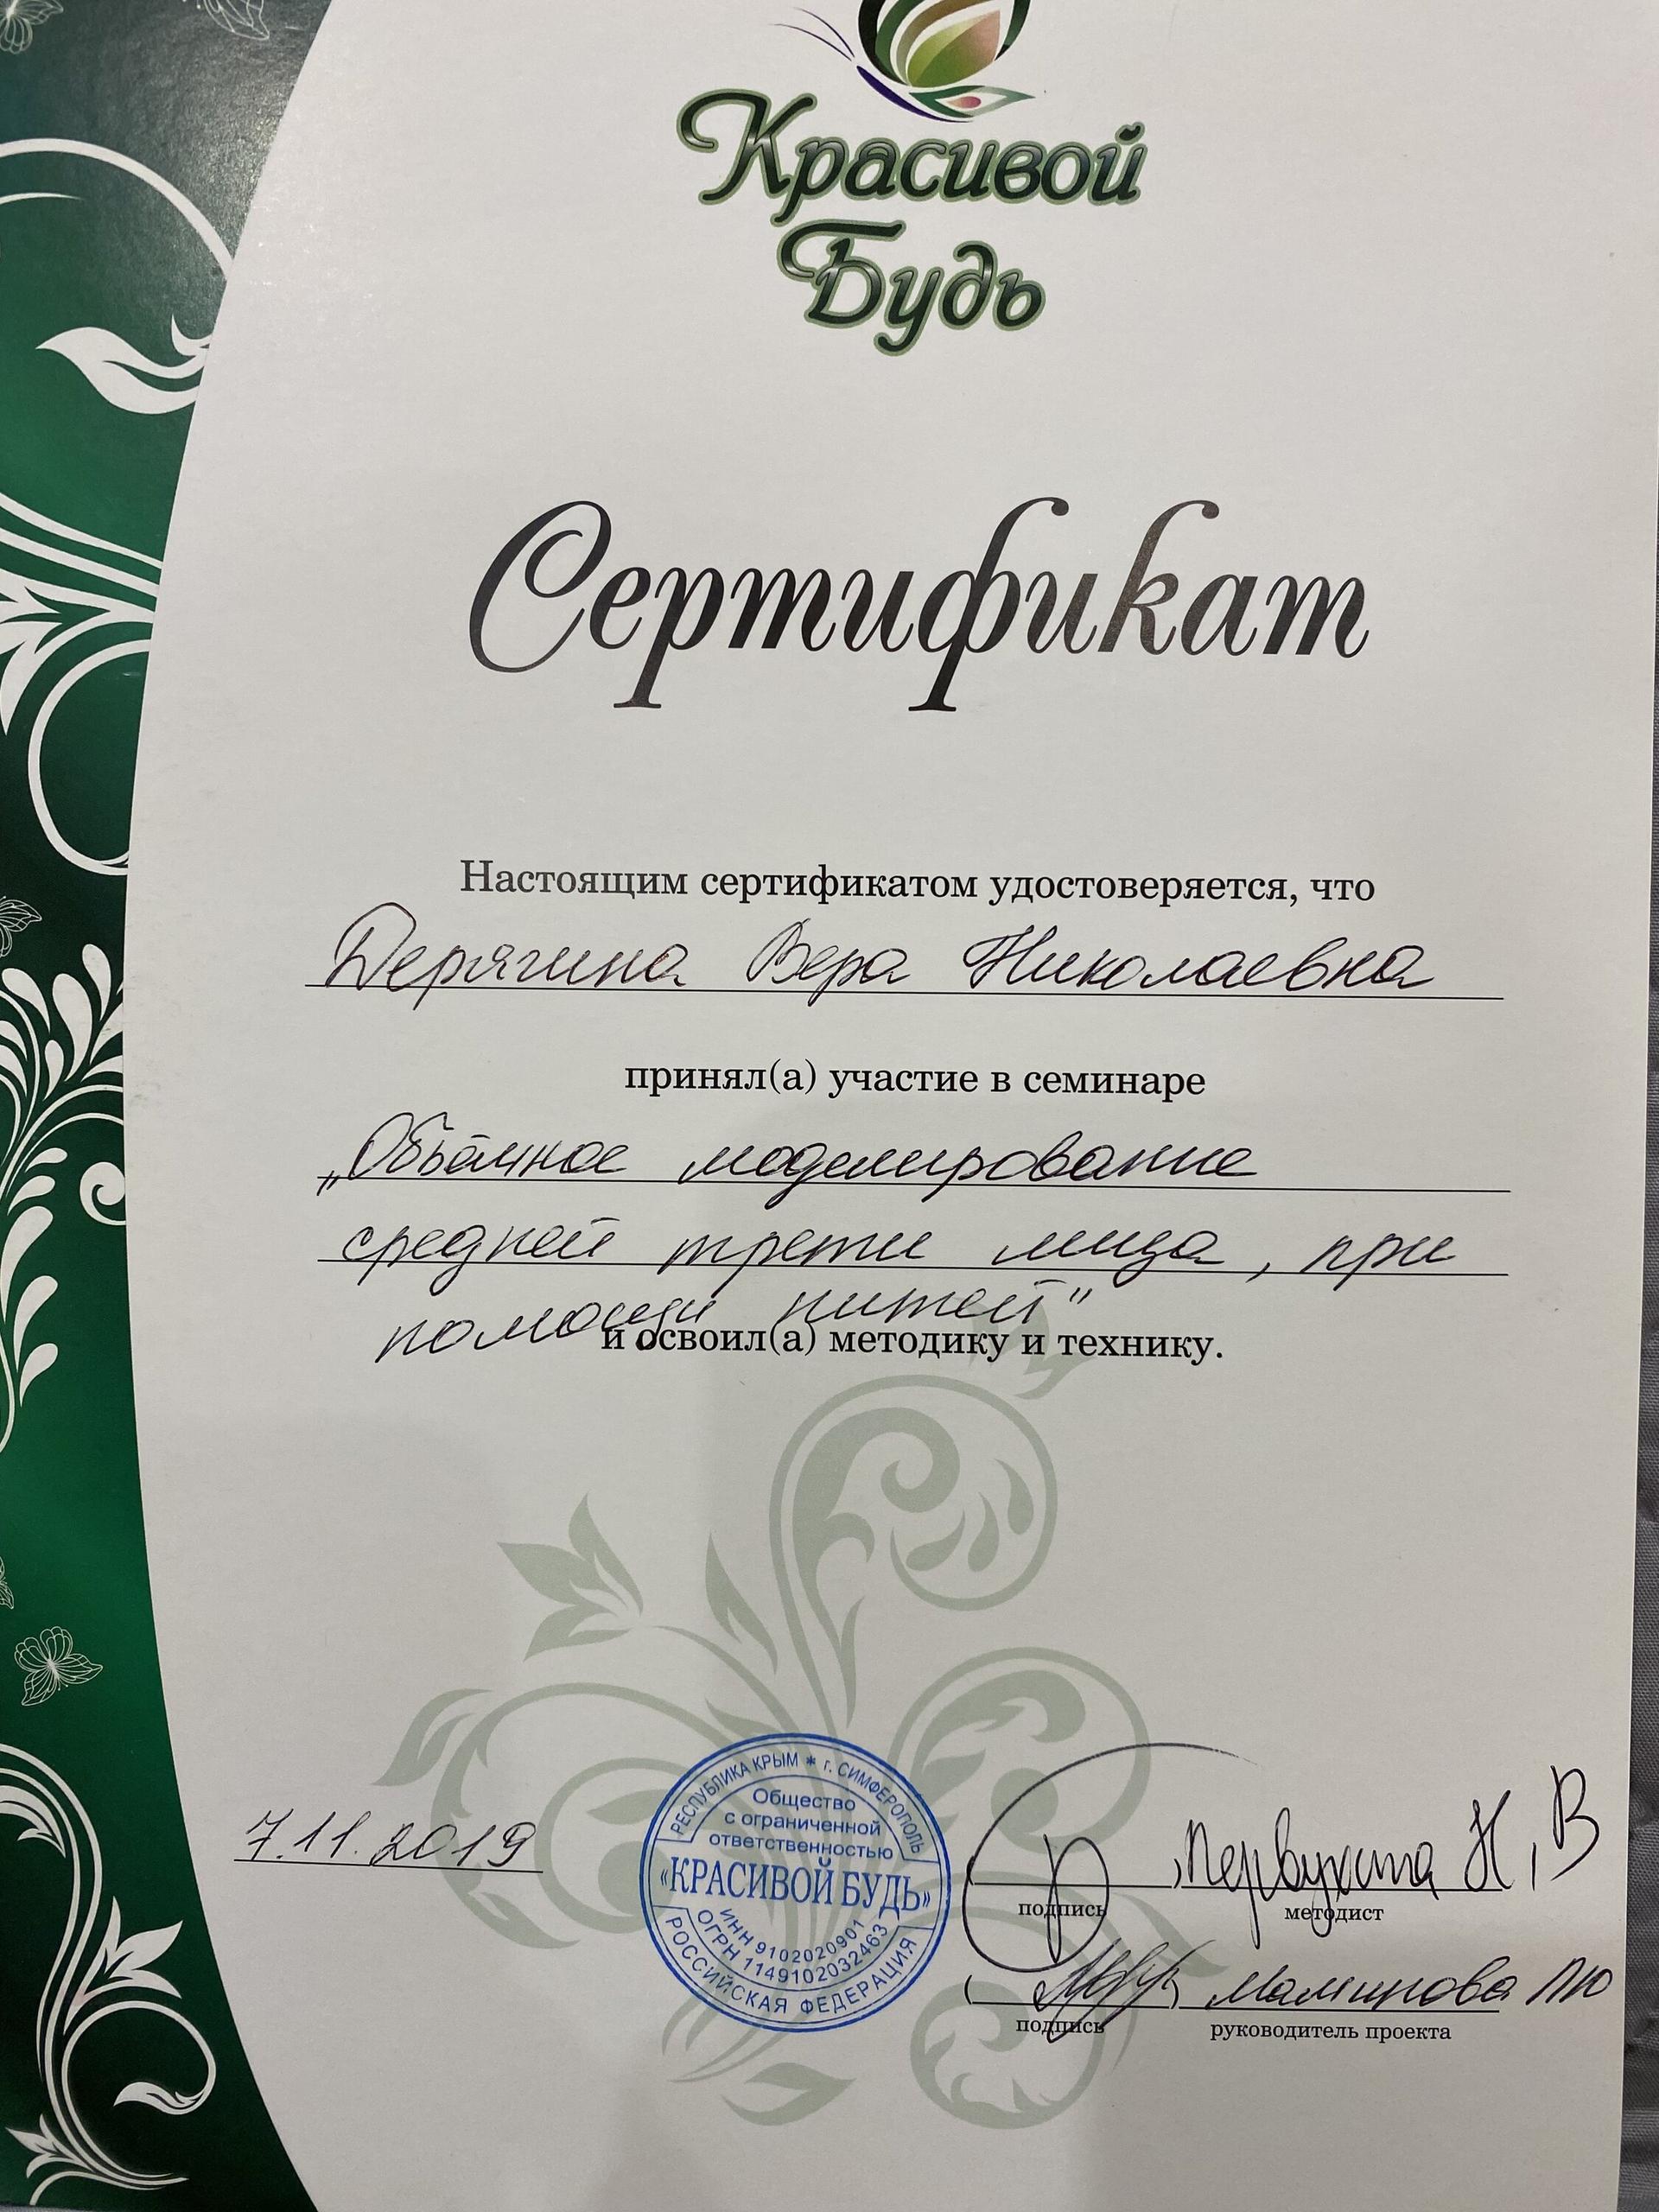 Красивой
Будь
Сертификат
Настоящим сертификатом удостоверяется, что
Дерягина Вера Николаевна
принял(а) участие в семинаре
„Объёмное моделирование
средней трети лица, при
помощи нитей"
и освоил(а) методику и технику.
РЕСПУБЛИКА КРЫМ * г. СИМФЕРОПОЛЬ
Общество
с ограниченной
ответственностью
«КРАСИВОЙ БУДЬ»
ИНН 9102020901
ОГРН 1149102032463
РОССИЙСКАЯ ФЕДЕРАЦИЯ
7.11.2019
Первухина Н,В
подпись методист
ПЮ
подпись руководитель проекта